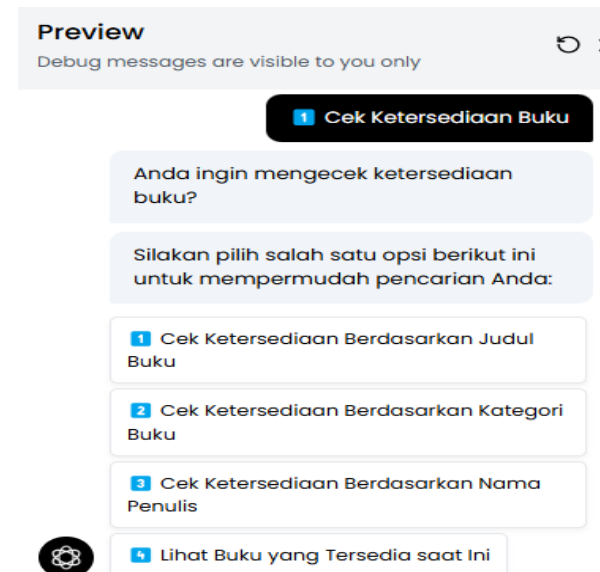 Preview
Debug messages are visible to you only
1 Cek Ketersediaan Buku
Anda ingin mengecek ketersediaan
buku?
Silakan pilih salah satu opsi berikut ini
untuk mempermudah pencarian Anda:
1 Cek Ketersediaan Berdasarkan Judul
Buku
2 Cek Ketersediaan Berdasarkan Kategori
Buku
3 Cek Ketersediaan Berdasarkan Nama
Penulis
4 Lihat Buku yang Tersedia saat Ini